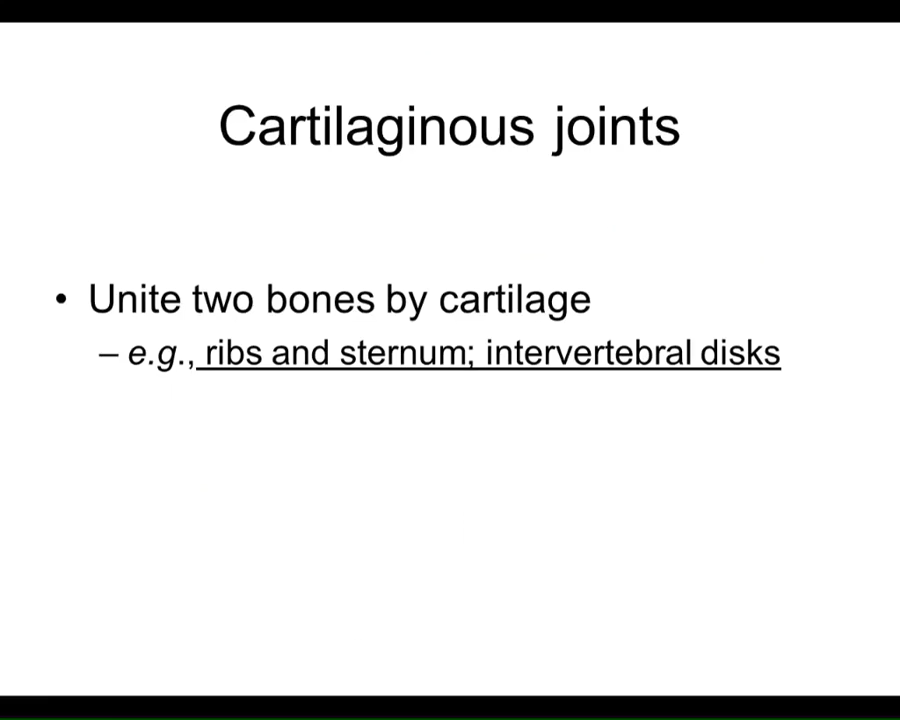 Cartilaginous joints
• Unite two bones by cartilage
– e.g., ribs and sternum; intervertebral disks